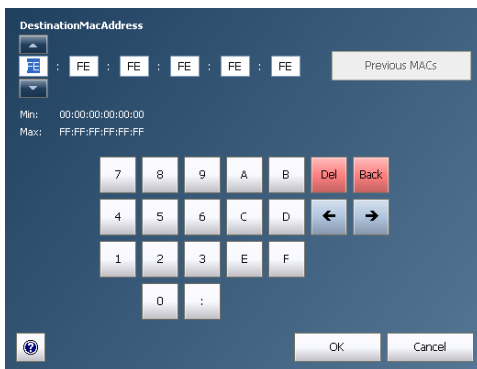 DestinationMacAddress
FE : FE : FE : FE : FE : FE
Previous MACs
Min: 00:00:00:00:00:00
Max: FF:FF:FF:FF:FF:FF
7 8 9 A B Del Back
4 5 6 C D ← →
1 2 3 E F
0 :
? OK Cancel